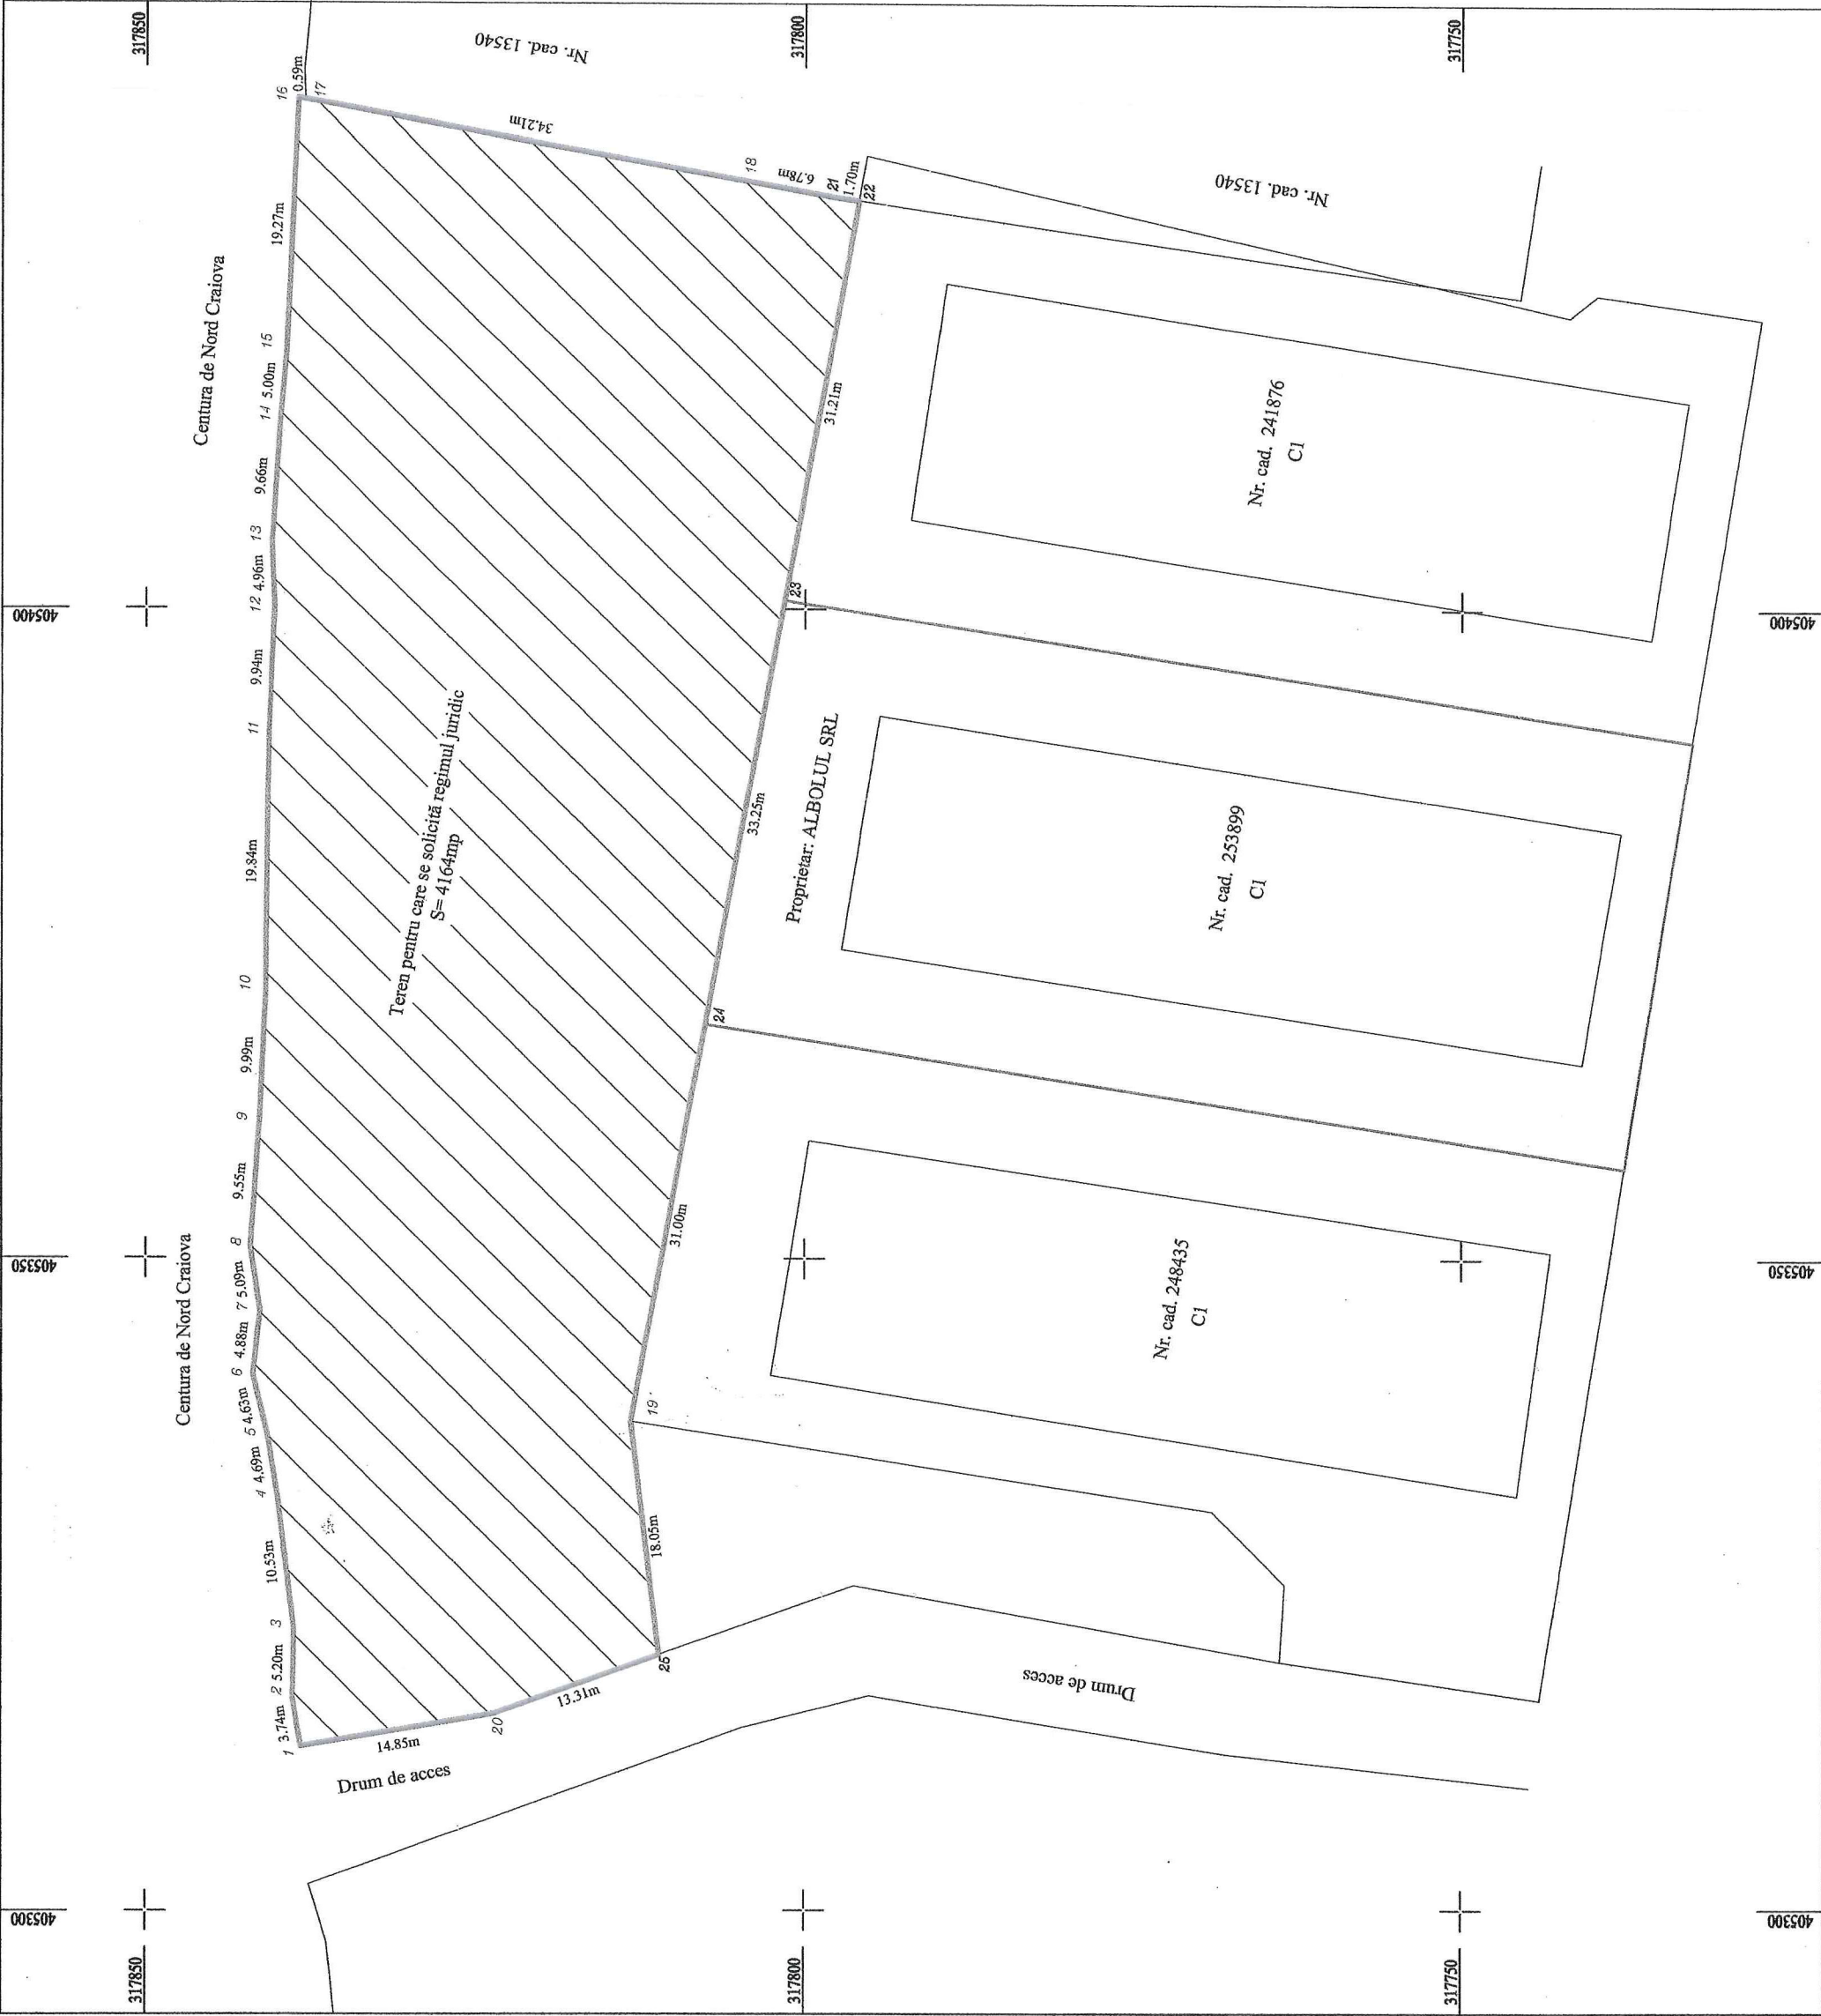 317850
317800
317750
Nr. cad. 13540
16
0.59m
17
34.21m
18
6.78m
21
1.70m
22
Nr. cad. 13540
19.27m
Centura de Nord Craiova
15
5.00m
14
9.66m
13
4.96m
12
9.94m
11
19.84m
10
9.99m
9
9.55m
8
5.09m
7
4.88m
6
4.63m
5
4.69m
4
10.53m
3
5.20m
2
3.74m
1
Centura de Nord Craiova
Teren pentru care se solicită regimul juridic
S= 4164mp
31.21m
23
33.25m
24
31.00m
19
18.05m
25
13.31m
20
14.85m
Proprietar: ALBOLUL SRL
Nr. cad. 241876
C1
Nr. cad. 253899
C1
Nr. cad. 248435
C1
Drum de acces
Drum de acces
405400
405400
405350
405350
405300
405300
317850
317800
317750